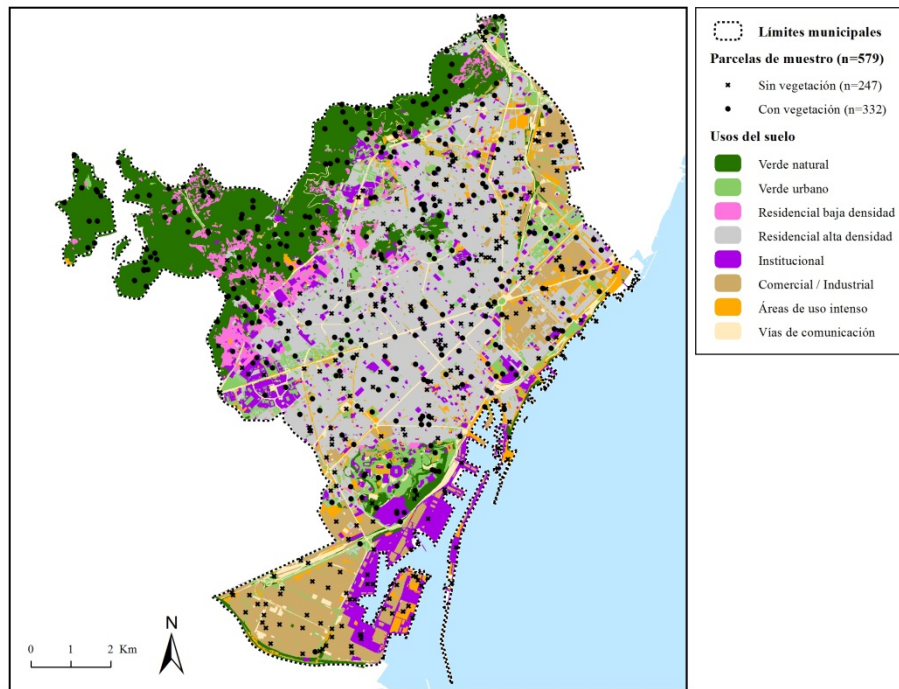 Límites municipales
Parcelas de muestro (n=579)
Sin vegetación (n=247)
Con vegetación (n=332)
Usos del suelo
Verde natural
Verde urbano
Residencial baja densidad
Residencial alta densidad
Institucional
Comercial / Industrial
Áreas de uso intenso
Vías de comunicación
N
0 1 2 Km